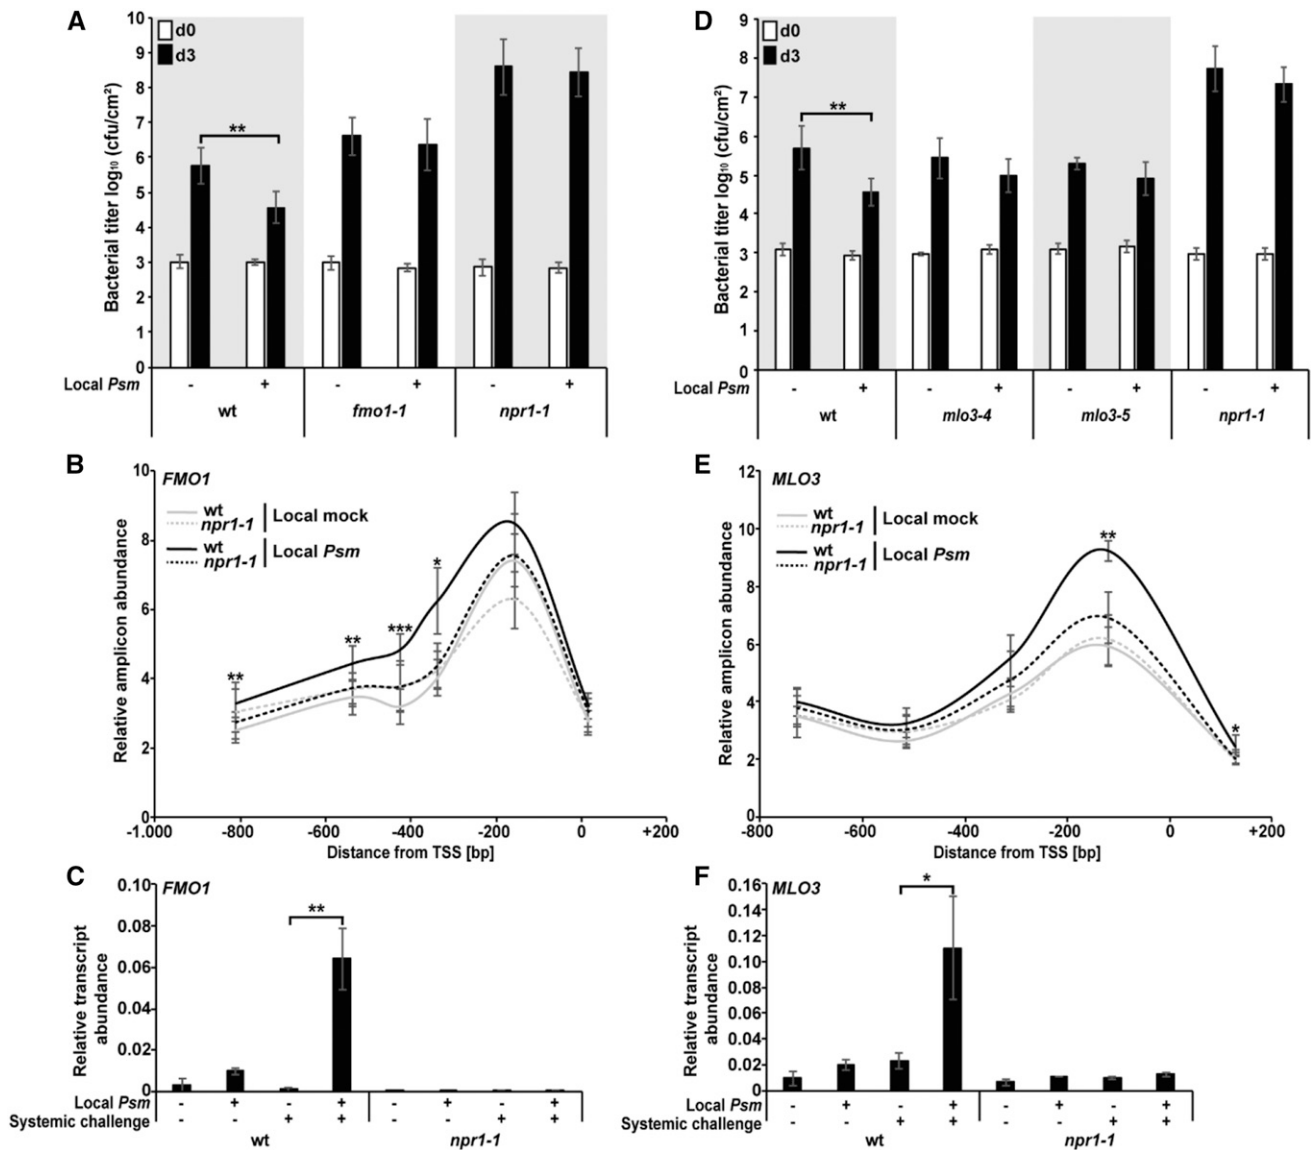 A
Bacterial titer log₁₀ (cfu/cm²)
10
9
8
7
6
5
4
3
2
1
0
d0
d3
**
Local Psm - + - + - +
wt fmo1-1 npr1-1
D
Bacterial titer log₁₀ (cfu/cm²)
9
8
7
6
5
4
3
2
1
0
d0
d3
**
Local Psm - + - + - + - +
wt mlo3-4 mlo3-5 npr1-1
B
FMO1
Relative amplicon abundance
10
8
6
4
2
0
wt
npr1-1
Local mock
wt
npr1-1
Local Psm
** ** *** *
-1.000 -800 -600 -400 -200 0 +200
Distance from TSS [bp]
E
MLO3
Relative amplicon abundance
12
10
8
6
4
2
0
wt
npr1-1
Local mock
wt
npr1-1
Local Psm
** *
-800 -600 -400 -200 0 +200
Distance from TSS [bp]
C
FMO1
Relative transcript
abundance
0.10
0.08
0.06
0.04
0.02
0
**
Local Psm - + - + - + - +
Systemic challenge - - + + - - + +
wt npr1-1
F
MLO3
Relative transcript
abundance
0.16
0.14
0.12
0.10
0.08
0.06
0.04
0.02
0
*
Local Psm - + - + - + - +
Systemic challenge - - + + - - + +
wt npr1-1